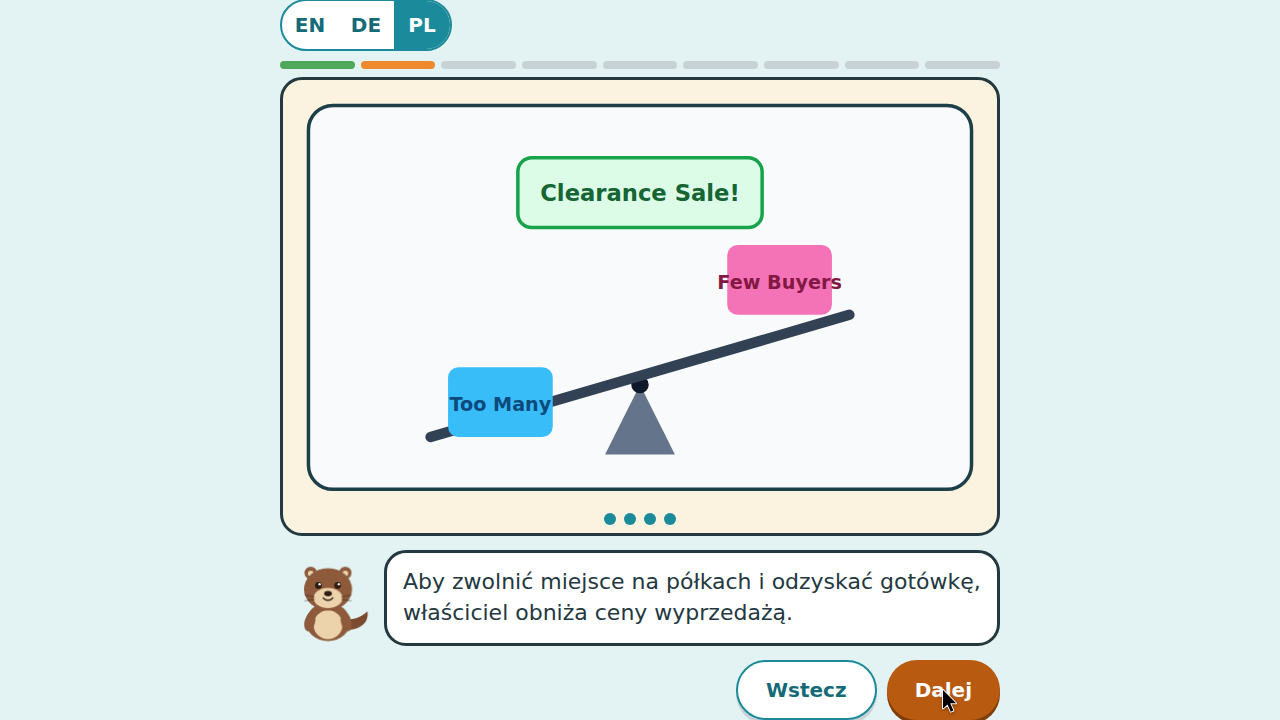 EN DE PL
Clearance Sale!
Few Buyers
Too Many
Aby zwolnić miejsce na półkach i odzyskać gotówkę,
właściciel obniża ceny wyprzedażą.
Wstecz Dalej